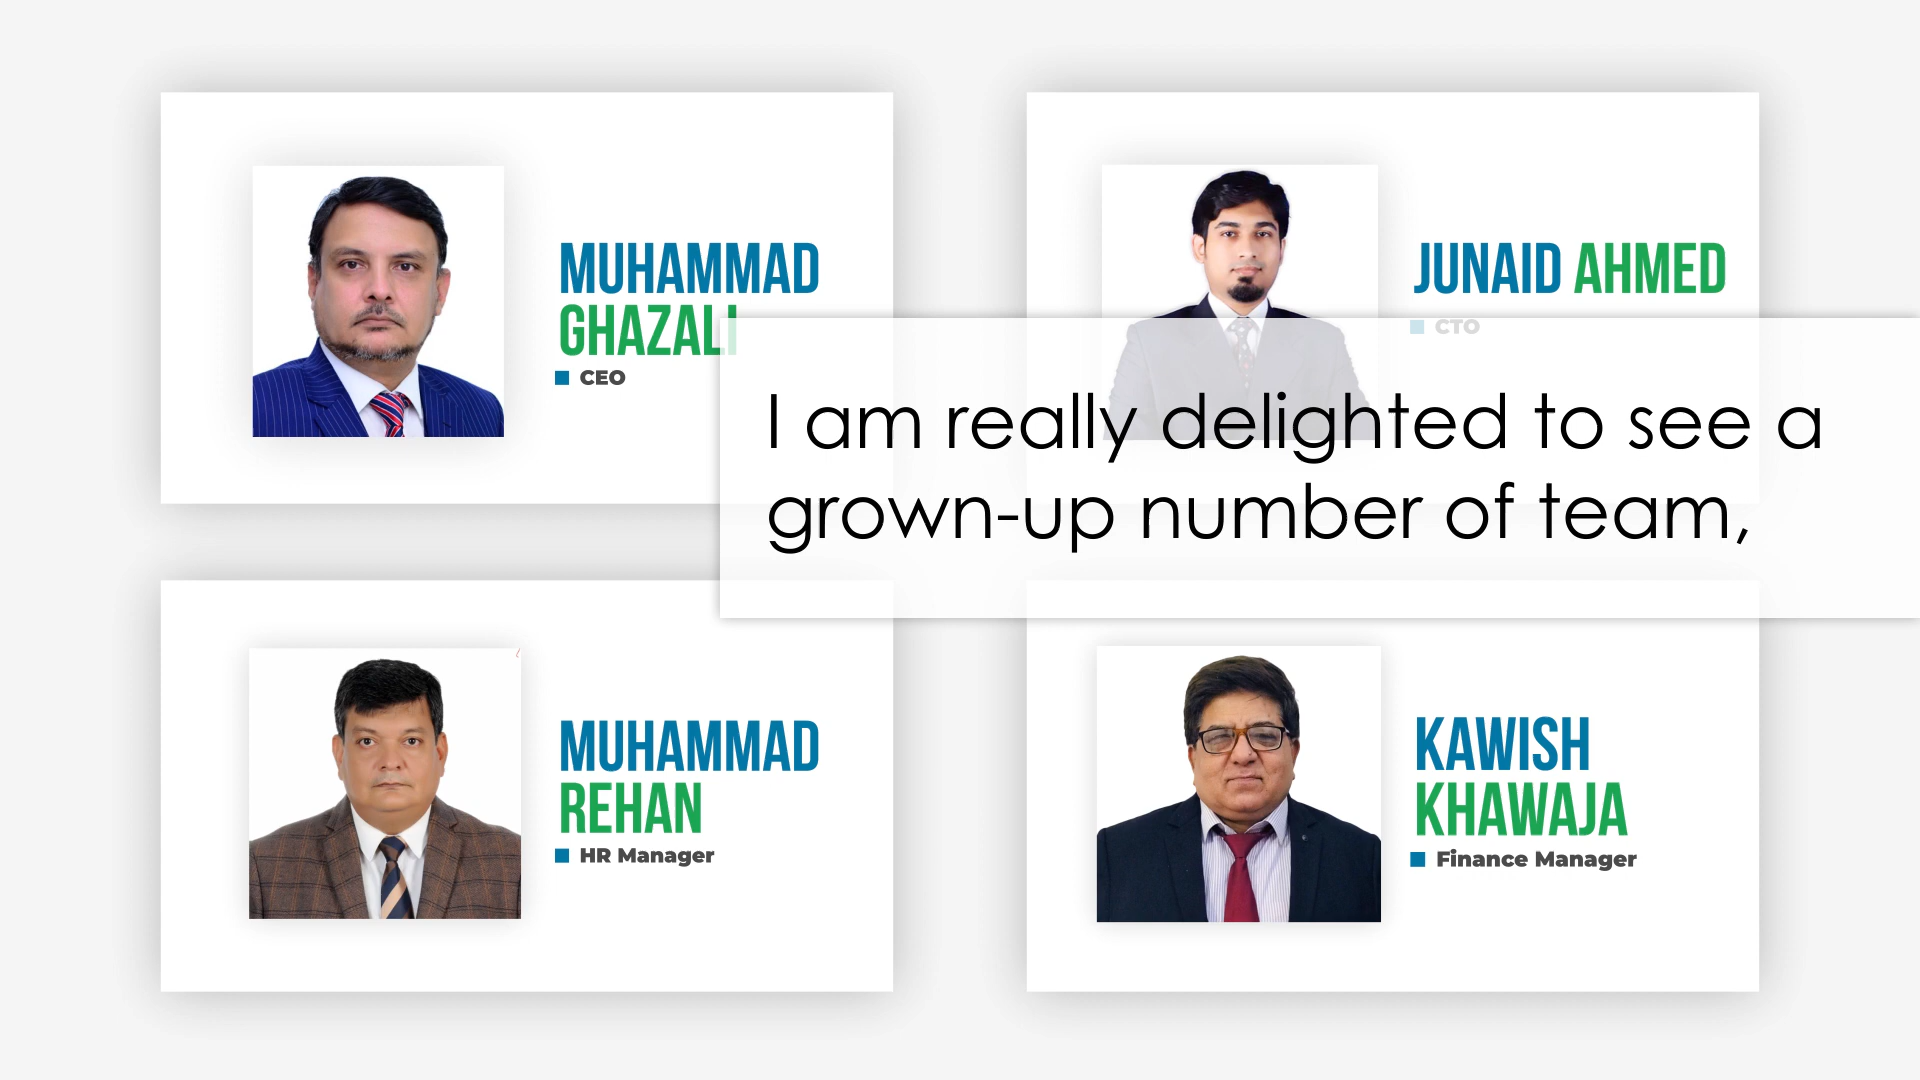 MUHAMMAD
GHAZALI
CEO
JUNAID AHMED
CTO
I am really delighted to see a
grown-up number of team,
MUHAMMAD
REHAN
HR Manager
KAWISH
KHAWAJA
Finance Manager